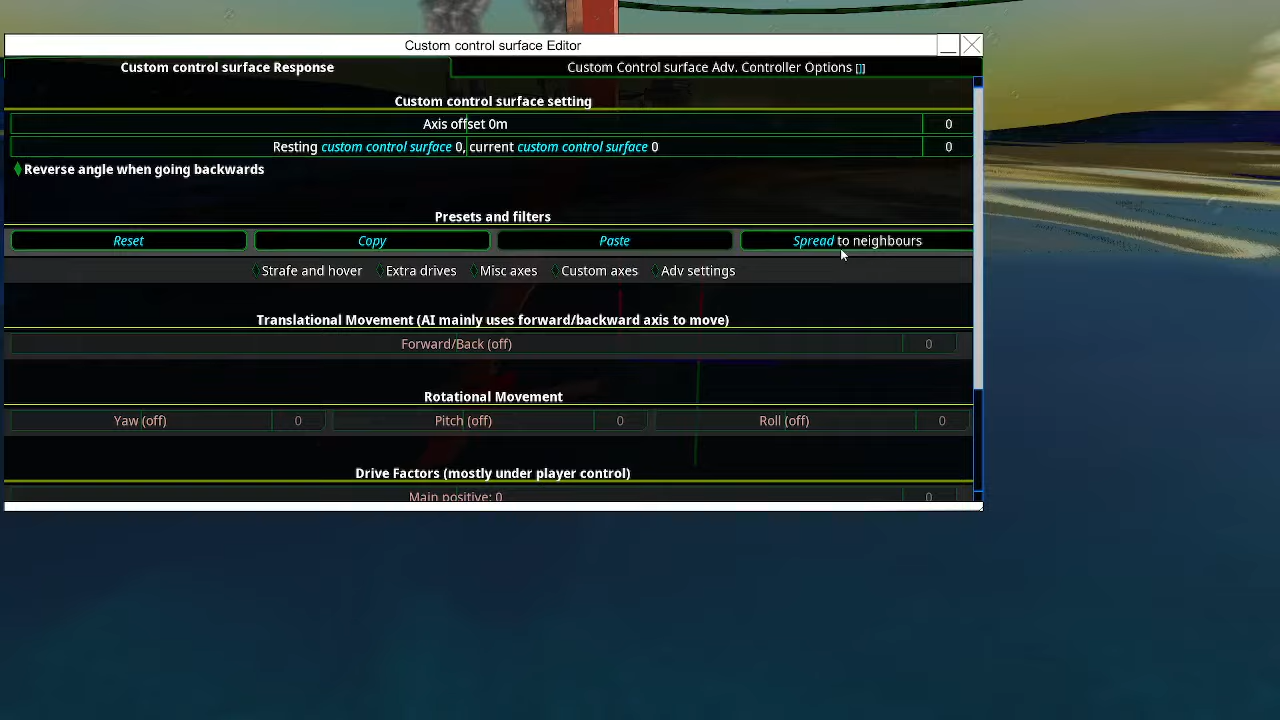 Custom control surface Editor
Custom control surface Response
Custom Control surface Adv. Controller Options []
Custom control surface setting
Axis offset 0m 0
Resting custom control surface 0, current custom control surface 0 0
Reverse angle when going backwards
Presets and filters
Reset Copy Paste Spread to neighbours
Strafe and hover Extra drives Misc axes Custom axes Adv settings
Translational Movement (AI mainly uses forward/backward axis to move)
Forward/Back (off) 0
Rotational Movement
Yaw (off) 0 Pitch (off) 0 Roll (off) 0
Drive Factors (mostly under player control)
Main positive: 0 0